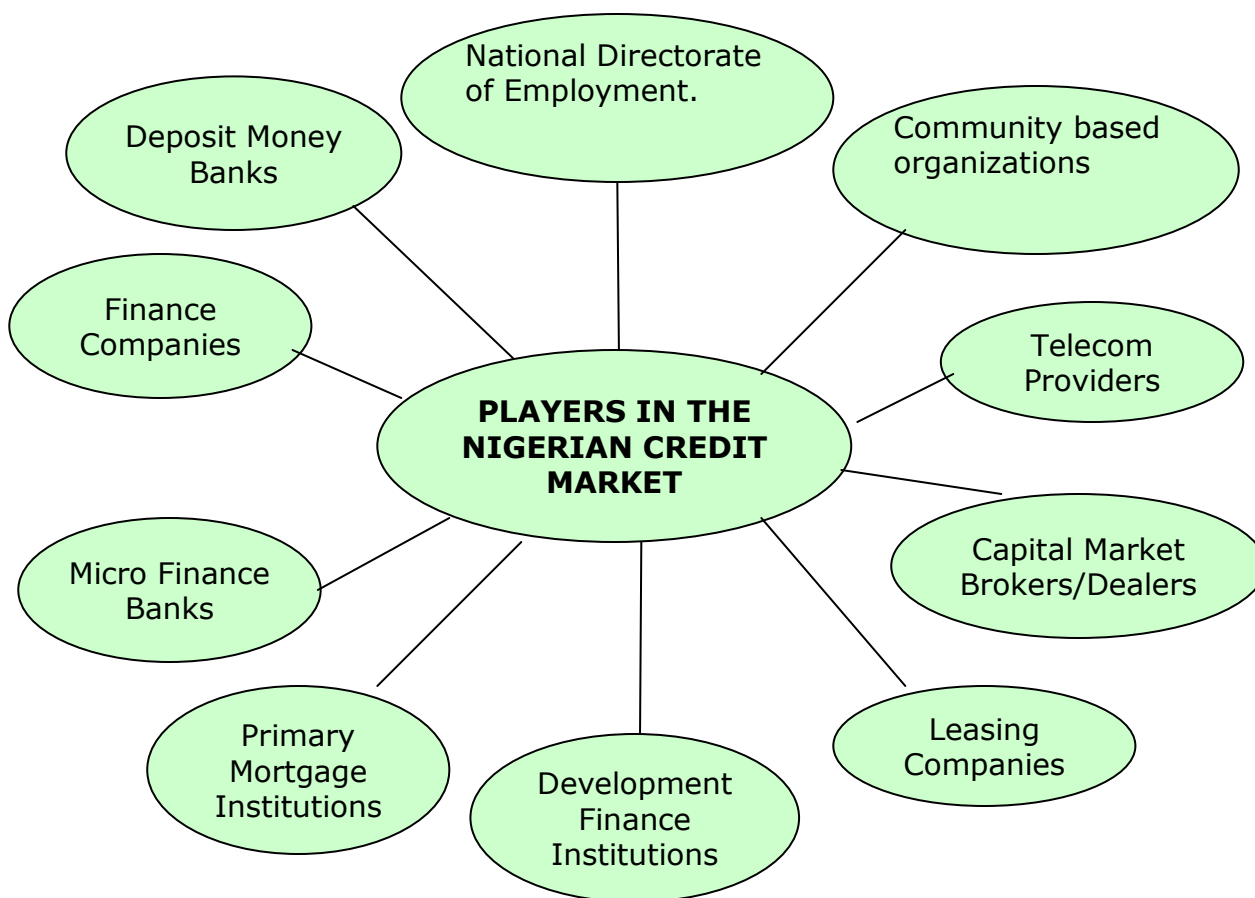 National Directorate
of Employment.
Deposit Money
Banks
Community based
organizations
Finance
Companies
Telecom
Providers
PLAYERS IN THE
NIGERIAN CREDIT
MARKET
Micro Finance
Banks
Capital Market
Brokers/Dealers
Primary
Mortgage
Institutions
Development
Finance
Institutions
Leasing
Companies